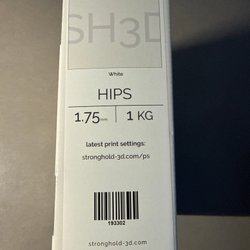 SH3D
White
HIPS
1.75mm 1 KG
latest print settings:
stronghold-3d.com/ps
193302
stronghold-3d.com